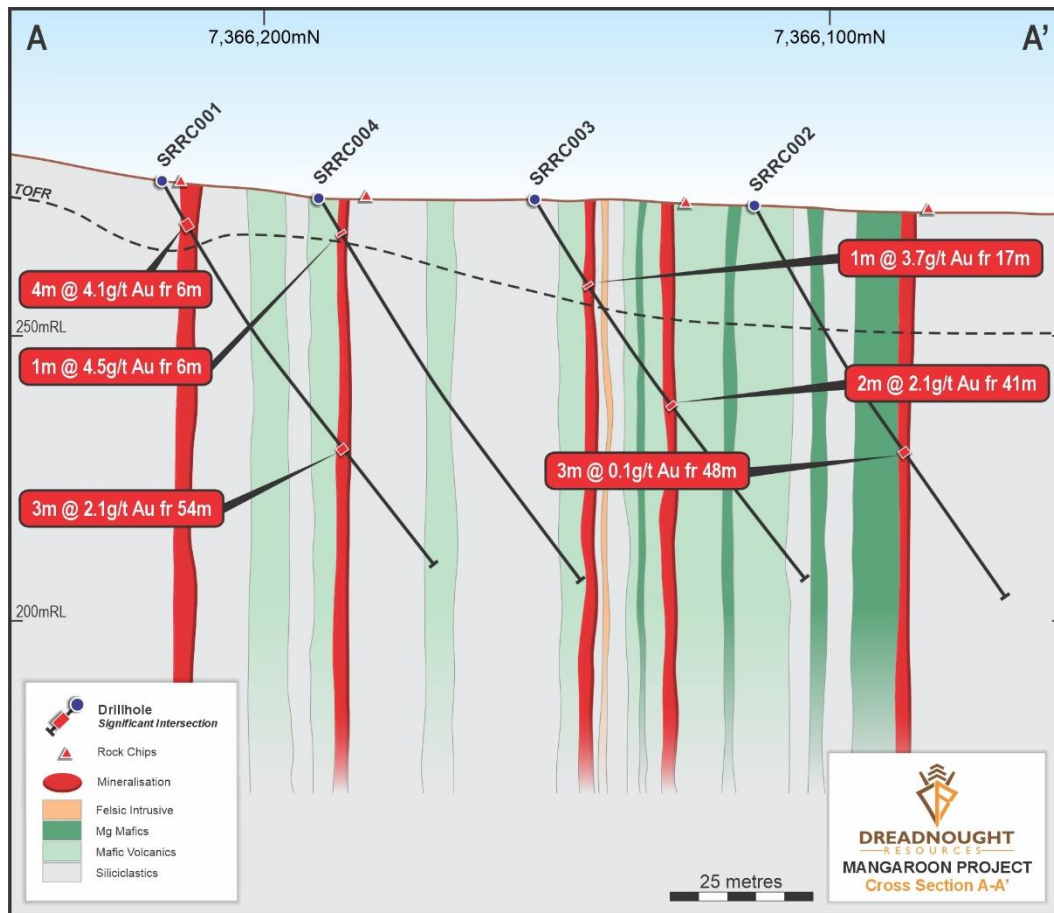 A
7,366,200mN
7,366,100mN
A'
SRRC001
SRRC004
SRRC003
SRRC002
TOFR
1m @ 3.7g/t Au fr 17m
4m @ 4.1g/t Au fr 6m
250mRL
1m @ 4.5g/t Au fr 6m
2m @ 2.1g/t Au fr 41m
3m @ 0.1g/t Au fr 48m
3m @ 2.1g/t Au fr 54m
200mRL
Drillhole
Significant Intersection
Rock Chips
Mineralisation
Felsic Intrusive
Mg Mafics
Mafic Volcanics
Siliciclastics
25 metres
DREADNOUGHT
RESOURCES
MANGAROON PROJECT
Cross Section A-A'